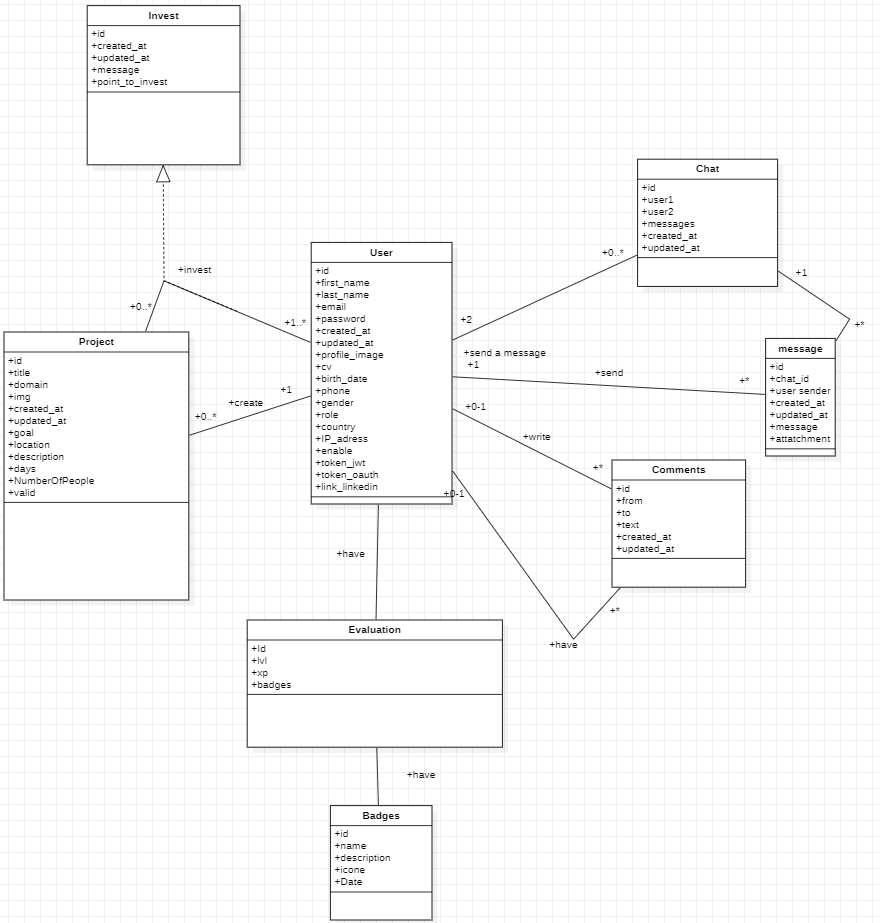 Invest
+id
+created_at
+updated_at
+message
+point_to_invest
Chat
+id
+user1
+user2
+messages
+created_at
+updated_at
+0..*
+1
+*
+2
User
+id
+first_name
+last_name
+email
+password
+created_at
+updated_at
+profile_image
+cv
+birth_date
+phone
+gender
+role
+country
+IP_adress
+enable
+token_jwt
+token_oauth
+link_linkedin
+invest
+0..*
+1..*
Project
+id
+title
+domain
+img
+created_at
+updated_at
+goal
+location
+description
+days
+NumberOfPeople
+valid
+create
+1
+0..*
+send a message
+1
+send
+*
message
+id
+chat_id
+user sender
+created_at
+updated_at
+message
+attatchment
+0-1
+write
+*
Comments
+id
+from
+to
+text
+created_at
+updated_at
+0-1
+have
+*
+have
Evaluation
+Id
+lvl
+xp
+badges
+have
Badges
+id
+name
+description
+icone
+Date